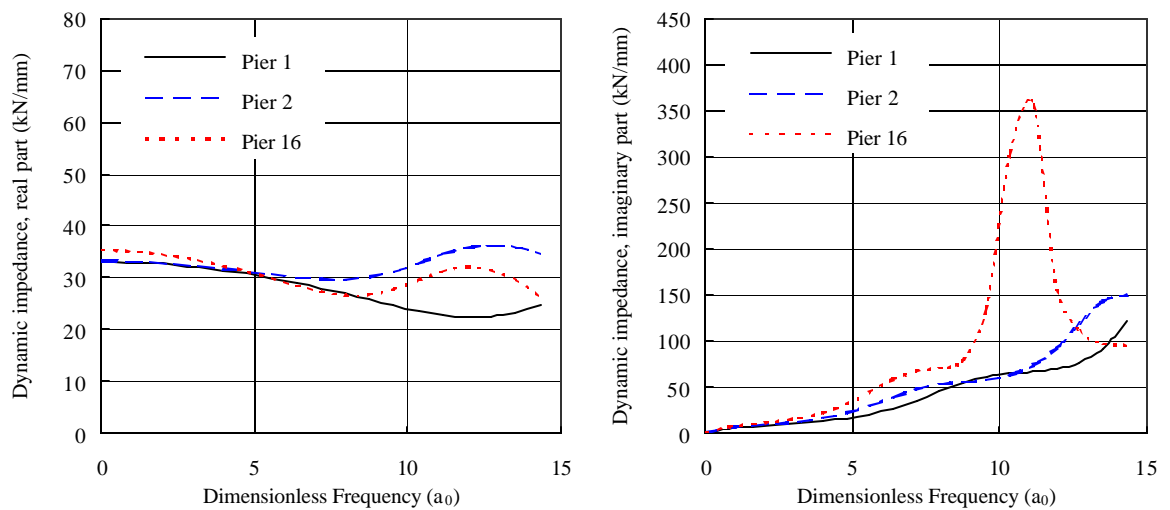 Dynamic impedance, real part (kN/mm)
80
70
60
50
40
30
20
10
0
Pier 1
Pier 2
Pier 16
0 5 10 15
Dimensionless Frequency (a0)
Dynamic impedance, imaginary part (kN/mm)
450
400
350
300
250
200
150
100
50
0
Pier 1
Pier 2
Pier 16
0 5 10 15
Dimensionless Frequency (a0)